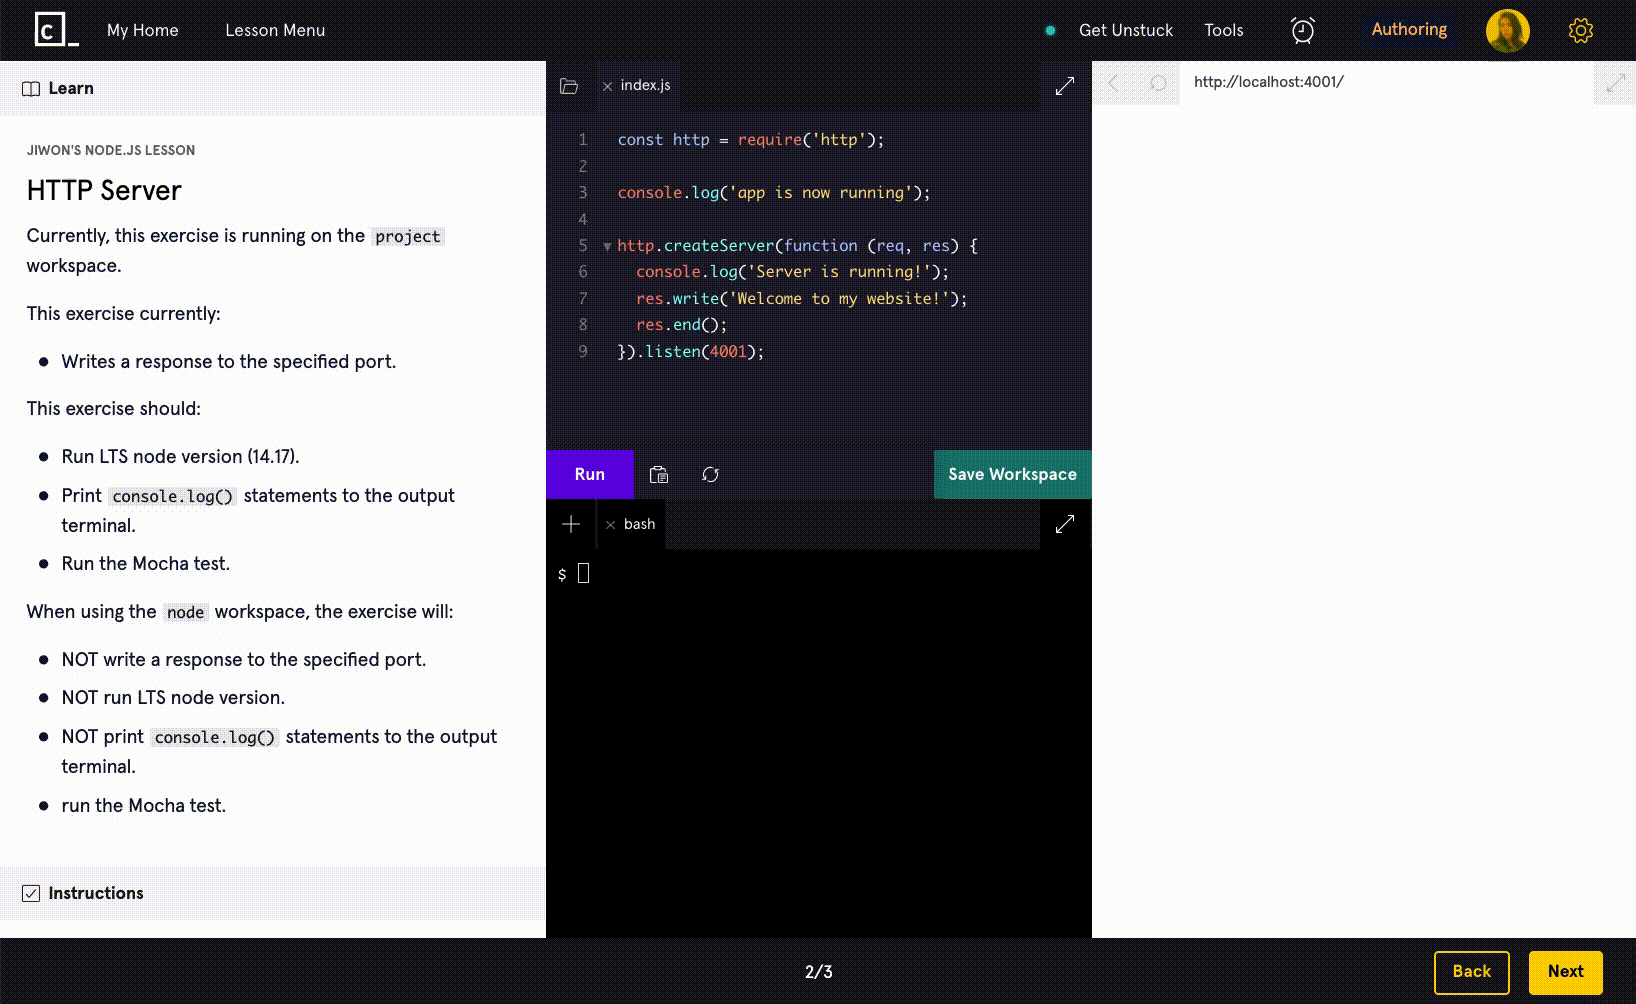 C_
My Home
Lesson Menu
Get Unstuck
Tools
Authoring
Learn
JIWON'S NODE.JS LESSON
HTTP Server
Currently, this exercise is running on the project
workspace.
This exercise currently:
Writes a response to the specified port.
This exercise should:
Run LTS node version (14.17).
Print console.log() statements to the output
terminal.
Run the Mocha test.
When using the node workspace, the exercise will:
NOT write a response to the specified port.
NOT run LTS node version.
NOT print console.log() statements to the output
terminal.
run the Mocha test.
Instructions
index.js
1 const http = require('http');
2
3 console.log('app is now running');
4
5 http.createServer(function (req, res) {
6 console.log('Server is running!');
7 res.write('Welcome to my website!');
8 res.end();
9 }).listen(4001);
Run
Save Workspace
bash
$
http://localhost:4001/
2/3
Back
Next